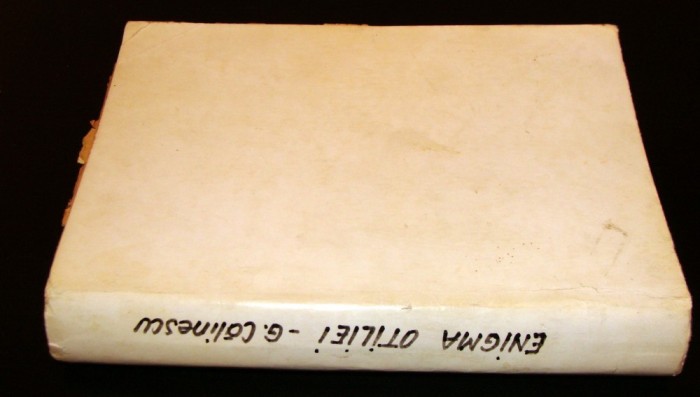 ENIGMA OTILIEI - G. Călinescu